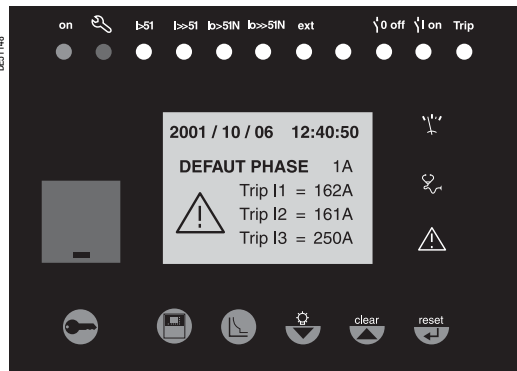 on I>51 I>>51 Io>51N Io>>51N ext 0 off I on Trip
DE51148
2001 / 10 / 06 12:40:50
DEFAUT PHASE 1A
Trip I1 = 162A
Trip I2 = 161A
Trip I3 = 250A
clear reset